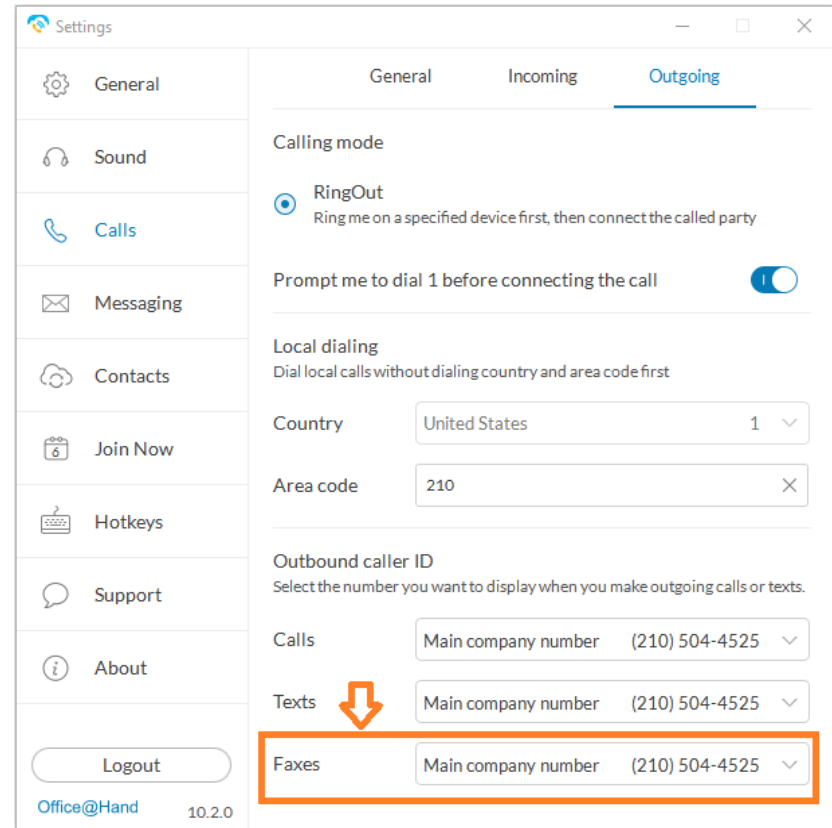 Settings
General
Sound
Calls
Messaging
Contacts
6
Join Now
Hotkeys
Support
About
Logout
Office@Hand 10.2.0
General Incoming Outgoing
Calling mode
RingOut
Ring me on a specified device first, then connect the called party
Prompt me to dial 1 before connecting the call
Local dialing
Dial local calls without dialing country and area code first
Country United States 1
Area code 210
Outbound caller ID
Select the number you want to display when you make outgoing calls or texts.
Calls Main company number (210) 504-4525
Texts Main company number (210) 504-4525
Faxes Main company number (210) 504-4525